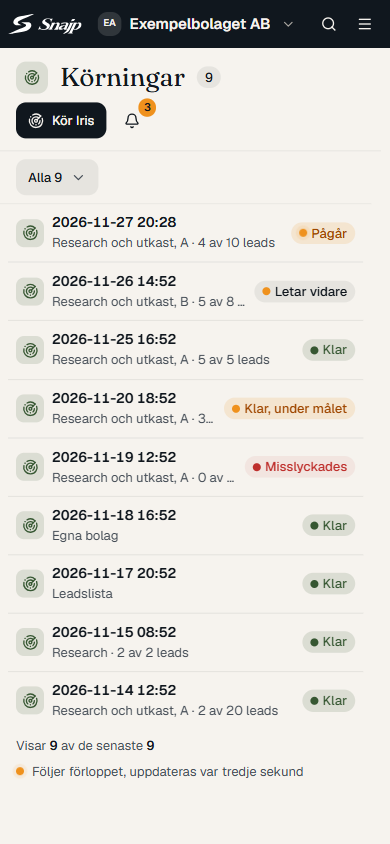 Snajp EA Exempelbolaget AB
Körningar 9
Kör Iris 3
Alla 9
2026-11-27 20:28
Research och utkast, A · 4 av 10 leads Pågår
2026-11-26 14:52
Research och utkast, B · 5 av 8 ... Letar vidare
2026-11-25 16:52
Research och utkast, A · 5 av 5 leads Klar
2026-11-20 18:52
Research och utkast, A · 3... Klar, under målet
2026-11-19 12:52
Research och utkast, A · 0 av ... Misslyckades
2026-11-18 16:52
Egna bolag Klar
2026-11-17 20:52
Leadslista Klar
2026-11-15 08:52
Research · 2 av 2 leads Klar
2026-11-14 12:52
Research och utkast, A · 2 av 20 leads Klar
Visar 9 av de senaste 9
Följer förloppet, uppdateras var tredje sekund